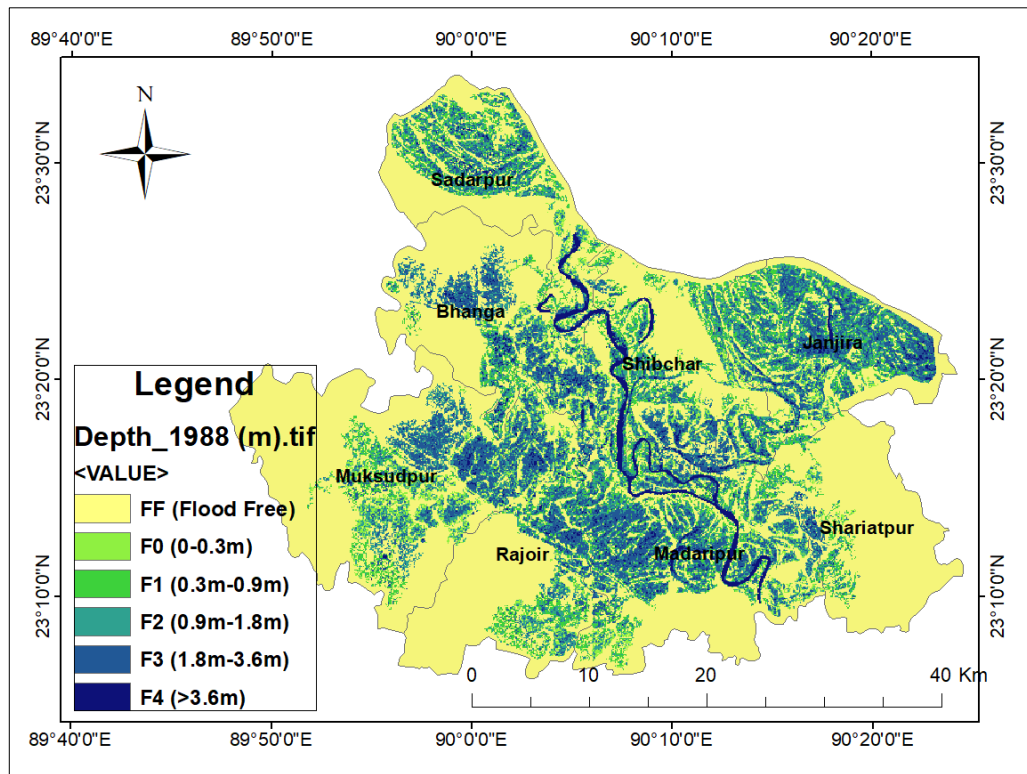 89°40'0"E 89°50'0"E 90°0'0"E 90°10'0"E 90°20'0"E
N
23°30'0"N 23°30'0"N
Sadarpur
Bhanga
Janjira
Shibchar
23°20'0"N 23°20'0"N
Legend
Depth_1988 (m).tif
<VALUE>
FF (Flood Free)
F0 (0-0.3m)
F1 (0.3m-0.9m)
F2 (0.9m-1.8m)
F3 (1.8m-3.6m)
F4 (>3.6m)
Muksudpur
Shariatpur
Rajoir
Madaripur
23°10'0"N 23°10'0"N
0 10 20 40 Km
89°40'0"E 89°50'0"E 90°0'0"E 90°10'0"E 90°20'0"E